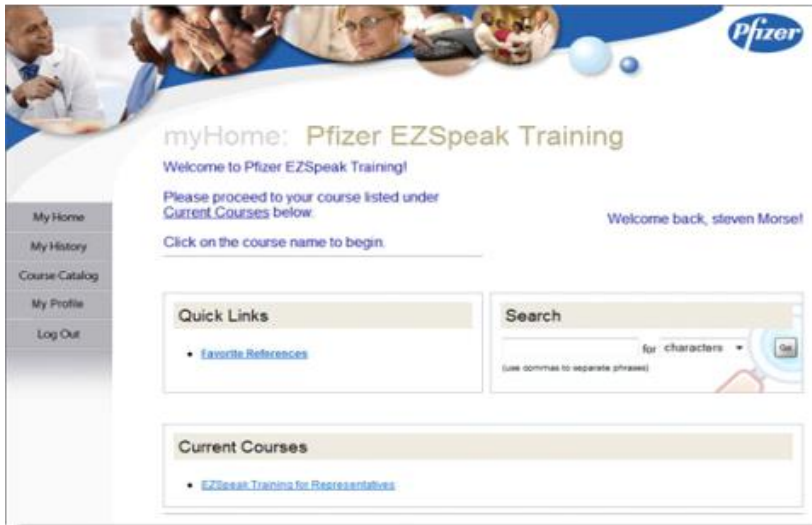 Pfizer
myHome: Pfizer EZSpeak Training
Welcome to Pfizer EZSpeak Training!
Please proceed to your course listed under
Current Courses below.
Welcome back, steven Morse!
Click on the course name to begin.
My Home
My History
Course Catalog
My Profile
Log Out
Quick Links
• Favorite References
Search
for characters
Go!
(use commas to separate phrases)
Current Courses
• EZSpeak Training for Representatives